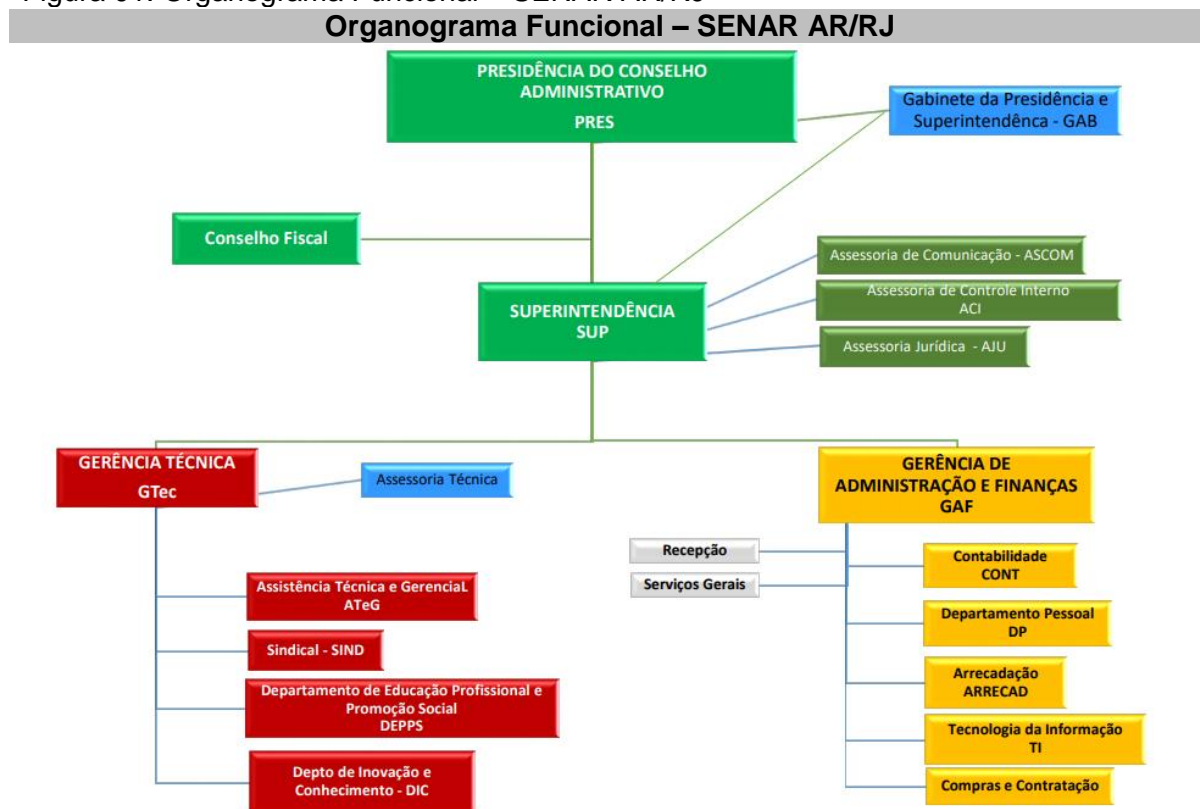 Organograma Funcional – SENAR AR/RJ
PRESIDÊNCIA DO CONSELHO
ADMINISTRATIVO
PRES
Gabinete da Presidência e
Superintendênca - GAB
Conselho Fiscal
Assessoria de Comunicação - ASCOM
SUPERINTENDÊNCIA
SUP
Assessoria de Controle Interno
ACI
Assessoria Jurídica - AJU
GERÊNCIA TÉCNICA
GTec
Assessoria Técnica
GERÊNCIA DE
ADMINISTRAÇÃO E FINANÇAS
GAF
Recepção
Serviços Gerais
Contabilidade
CONT
Assistência Técnica e GerenciaL
ATeG
Departamento Pessoal
DP
Sindical - SIND
Arrecadação
ARRECAD
Departamento de Educação Profissional e
Promoção Social
DEPPS
Tecnologia da Informação
TI
Depto de Inovação e
Conhecimento - DIC
Compras e Contratação